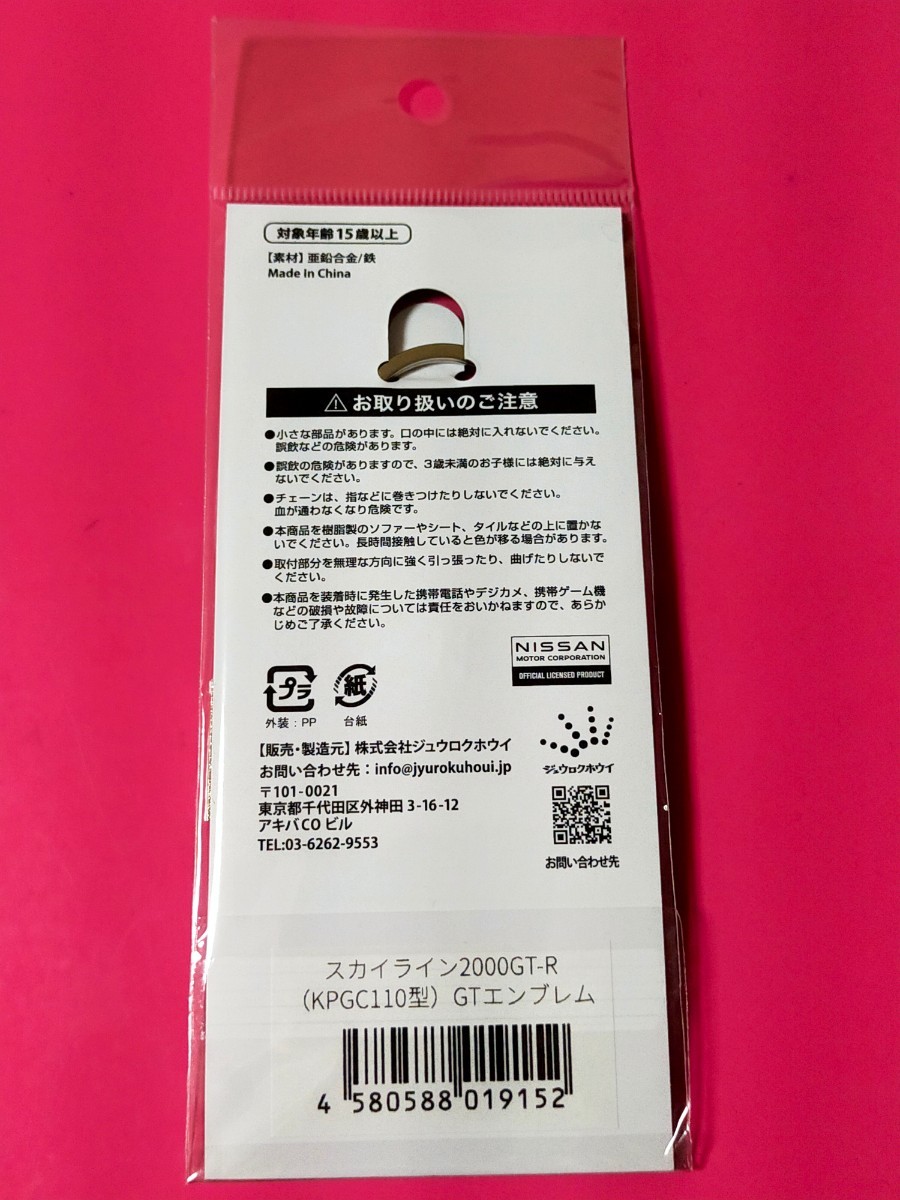 対象年齢15歳以上
【素材】亜鉛合金/鉄
Made In China
⚠お取り扱いのご注意
●小さな部品があります。口の中には絶対に入れないでください。
誤飲などの危険があります。
●誤飲の危険がありますので、3歳未満のお子様には絶対に与え
ないでください。
●チェーンは、指などに巻きつけたりしないでください。
血が通わなくなり危険です。
●本商品を樹脂製のソファーやシート、タイルなどの上に置かな
いでください。長時間接触していると色が移る場合があります。
●取付部分を無理な方向に強く引っ張ったり、曲げたりしないで
ください。
●本商品を装着時に発生した携帯電話やデジカメ、携帯ゲーム機
などの破損や故障については責任をおいかねますので、あらか
じめご了承ください。
NISSAN
MOTOR CORPORATION
OFFICIAL LICENSED PRODUCT
プラ
紙
外装:PP
台紙
ジュウロクホウイ
【販売・製造元】株式会社ジュウロクホウイ
お問い合わせ先:info@jyurokuhoui.jp
〒101-0021
東京都千代田区外神田 3-16-12
アキバCO ビル
TEL:03-6262-9553
お問い合わせ先
スカイライン2000GT-R
(KPGC110型)GTエンブレム
4 580588 019152